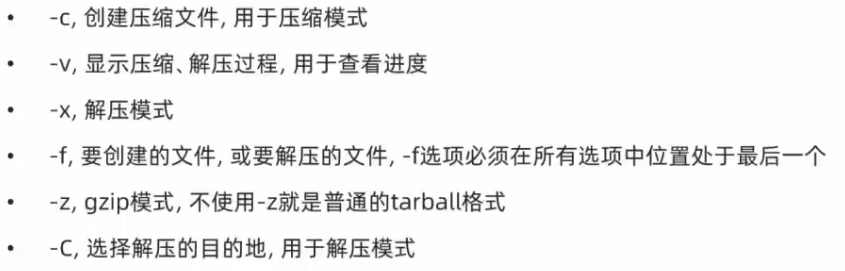 • -c, 创建压缩文件, 用于压缩模式
• -v, 显示压缩、解压过程, 用于查看进度
• -x, 解压模式
• -f, 要创建的文件, 或要解压的文件, -f选项必须在所有选项中位置处于最后一个
• -z, gzip模式, 不使用-z就是普通的tarball格式
• -C, 选择解压的目的地, 用于解压模式